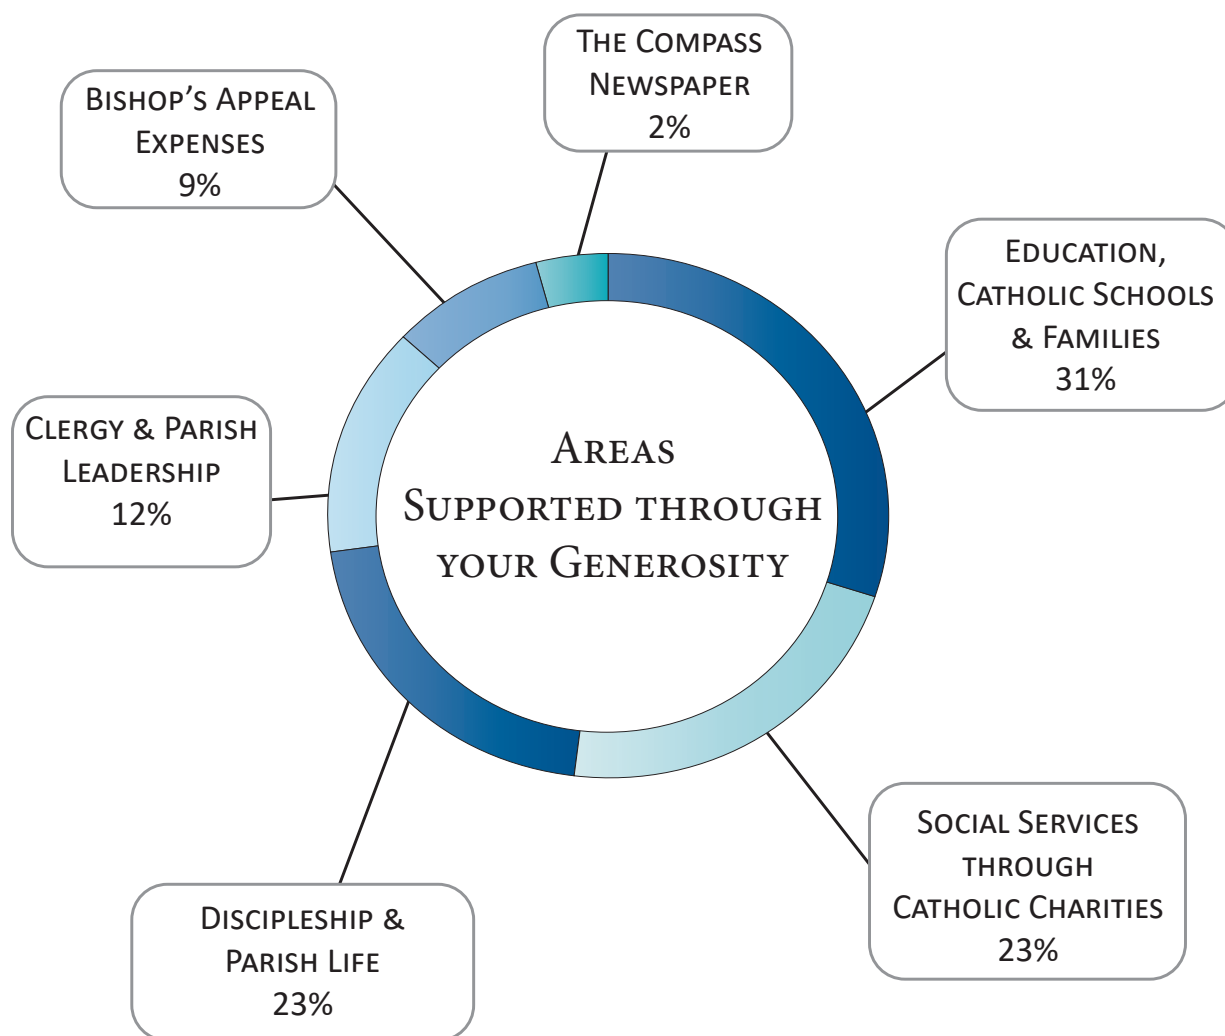 The Compass
Newspaper
2%
Bishop's Appeal
Expenses
9%
Education,
Catholic Schools
& Families
31%
Clergy & Parish
Leadership
12%
Areas
Supported through
your Generosity
Social Services
through
Catholic Charities
23%
Discipleship &
Parish Life
23%